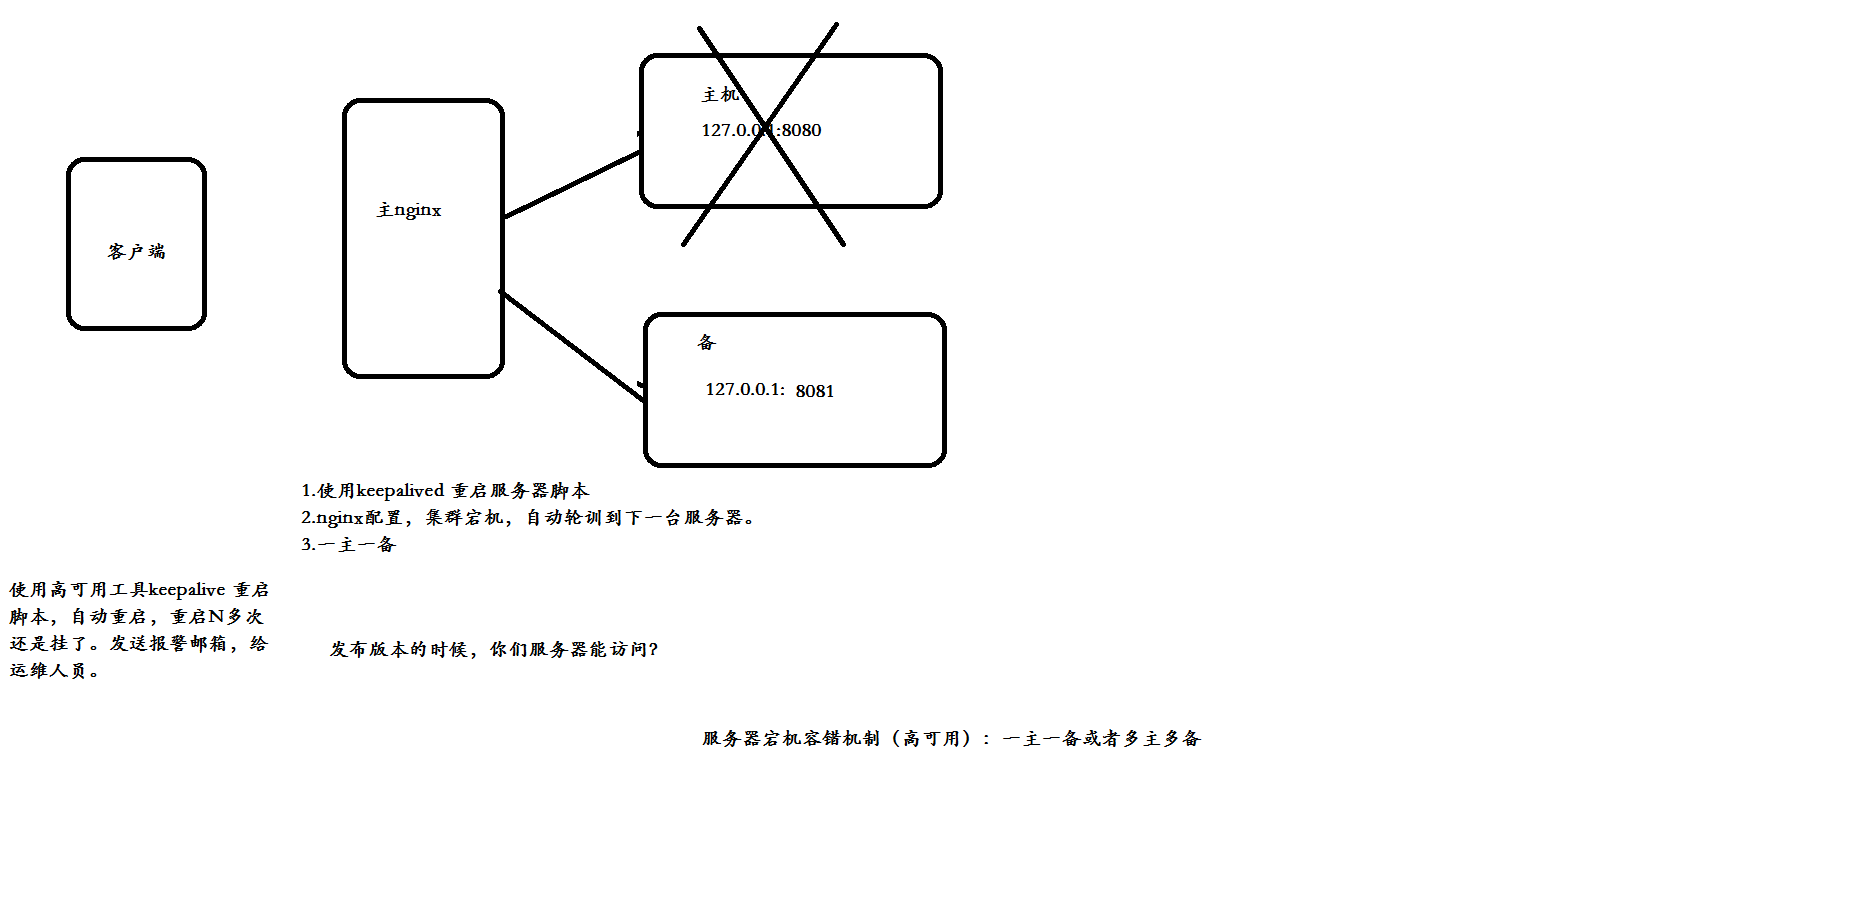 主机
127.0.0.1:8080
主nginx
客户端
备
127.0.0.1: 8081
1.使用keepalived 重启服务器脚本
2.nginx配置，集群宕机，自动轮训到下一台服务器。
3.一主一备
使用高可用工具keepalive 重启
脚本，自动重启，重启N多次
还是挂了。发送报警邮箱，给
运维人员。
发布版本的时候，你们服务器能访问？
服务器宕机容错机制（高可用）：一主一备或者多主多备